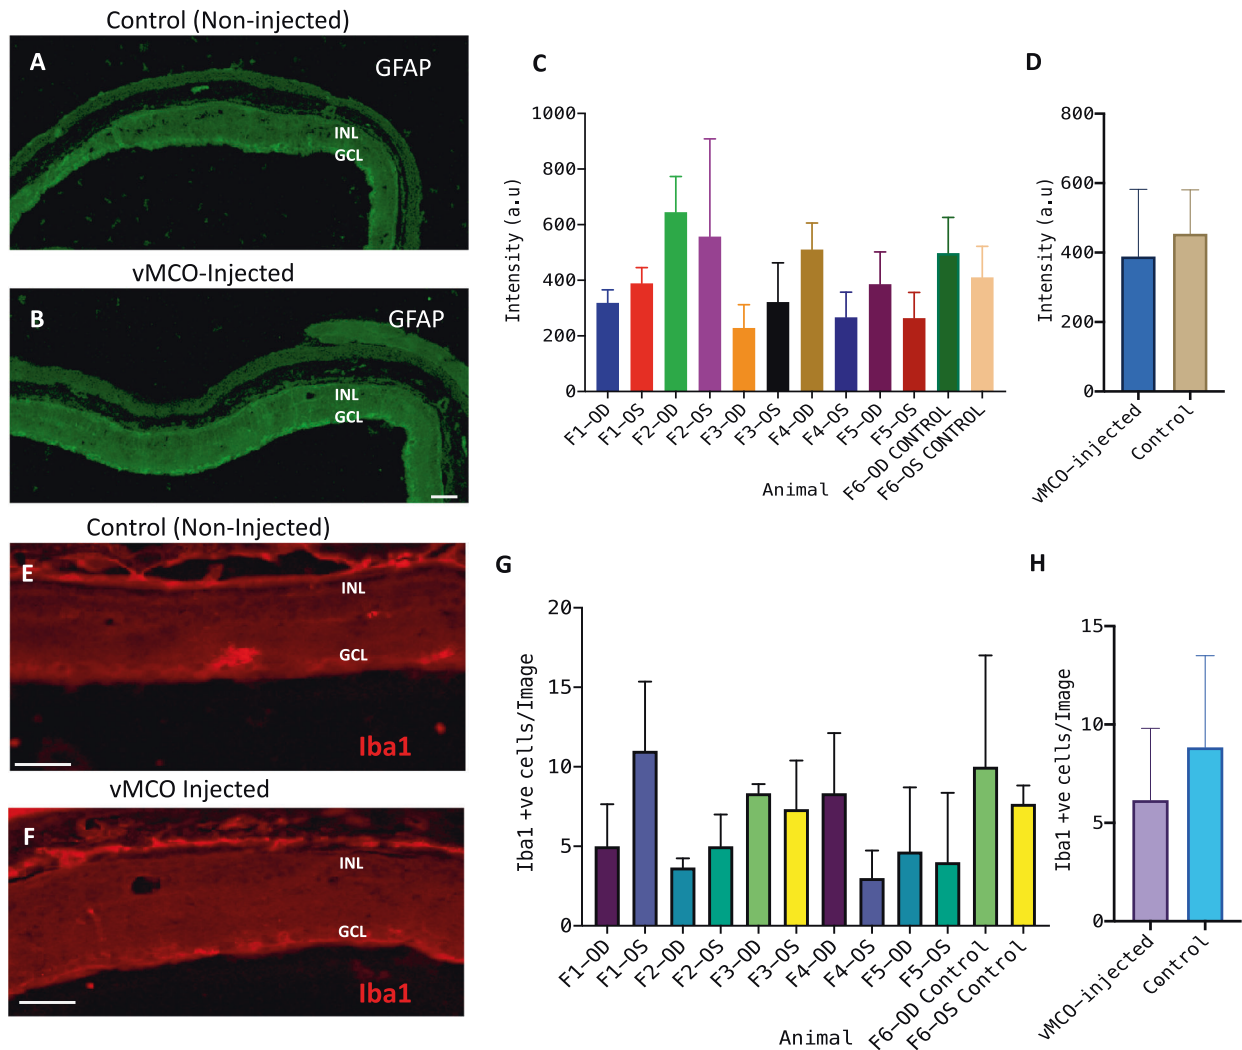 Control (Non-injected)
A
GFAP
INL
GCL
vMCO-Injected
B
GFAP
INL
GCL
C
1000
800
600
400
200
0
Intensity (a.u)
F1-OD
F1-OS
F2-OD
F2-OS
F3-OD
F3-OS
F4-OD
F4-OS
F5-OD
F5-OS
F6-OD CONTROL
F6-OS CONTROL
Animal
D
800
600
400
200
0
Intensity (a.u)
vMCO-injected
Control
Control (Non-Injected)
E
INL
GCL
Iba1
vMCO Injected
F
INL
GCL
Iba1
G
20
15
10
5
0
Iba1 +ve cells/Image
F1-OD
F1-OS
F2-OD
F2-OS
F3-OD
F3-OS
F4-OD
F4-OS
F5-OD
F5-OS
F6-OD Control
F6-OS Control
Animal
H
15
10
5
0
Iba1 +ve cells/Image
vMCO-injected
Control